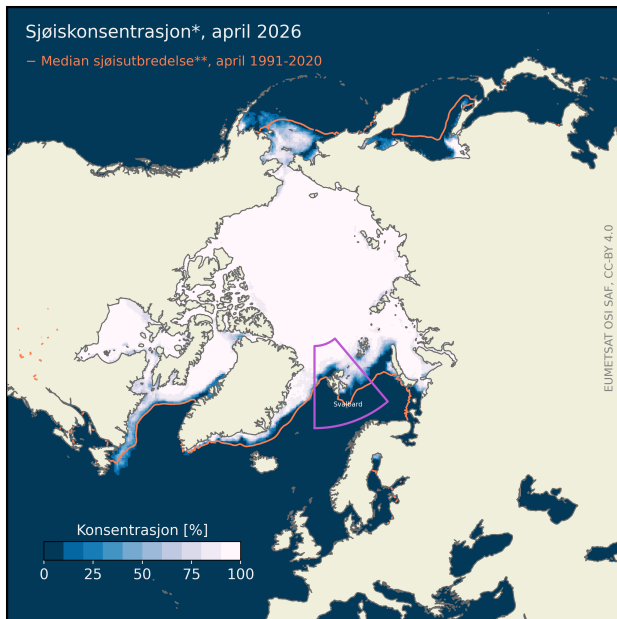 Sjøiskonsentrasjon*, april 2026
— Median sjøisutbredelse**, april 1991-2020
EUMETSAT OSI SAF, CC-BY 4.0
Svalbard
Konsentrasjon [%]
0 25 50 75 100